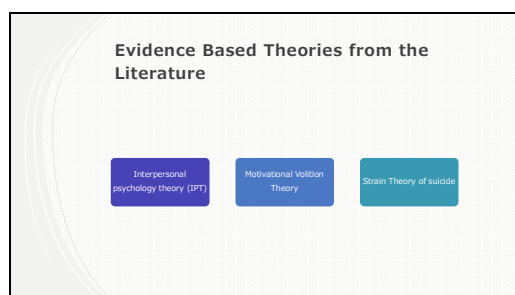 Evidence Based Theories from the
Literature
Interpersonal
psychology theory (IPT)
Motivational Volition
Theory
Strain Theory of suicide